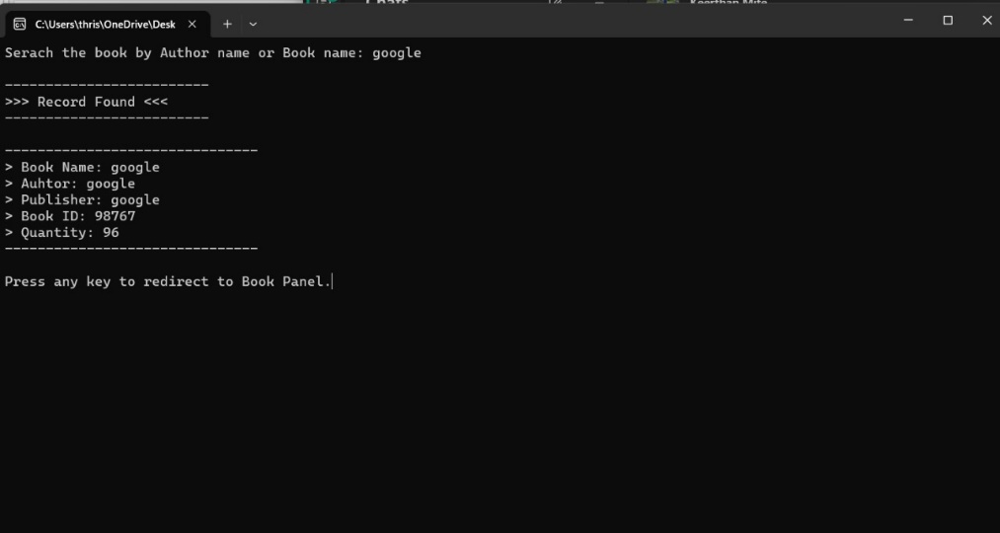 C:\Users\thris\OneDrive\Desk
Serach the book by Author name or Book name: google
-------------------------
>>> Record Found <<<
-------------------------
-------------------------------
> Book Name: google
> Auhtor: google
> Publisher: google
> Book ID: 98767
> Quantity: 96
-------------------------------
Press any key to redirect to Book Panel.